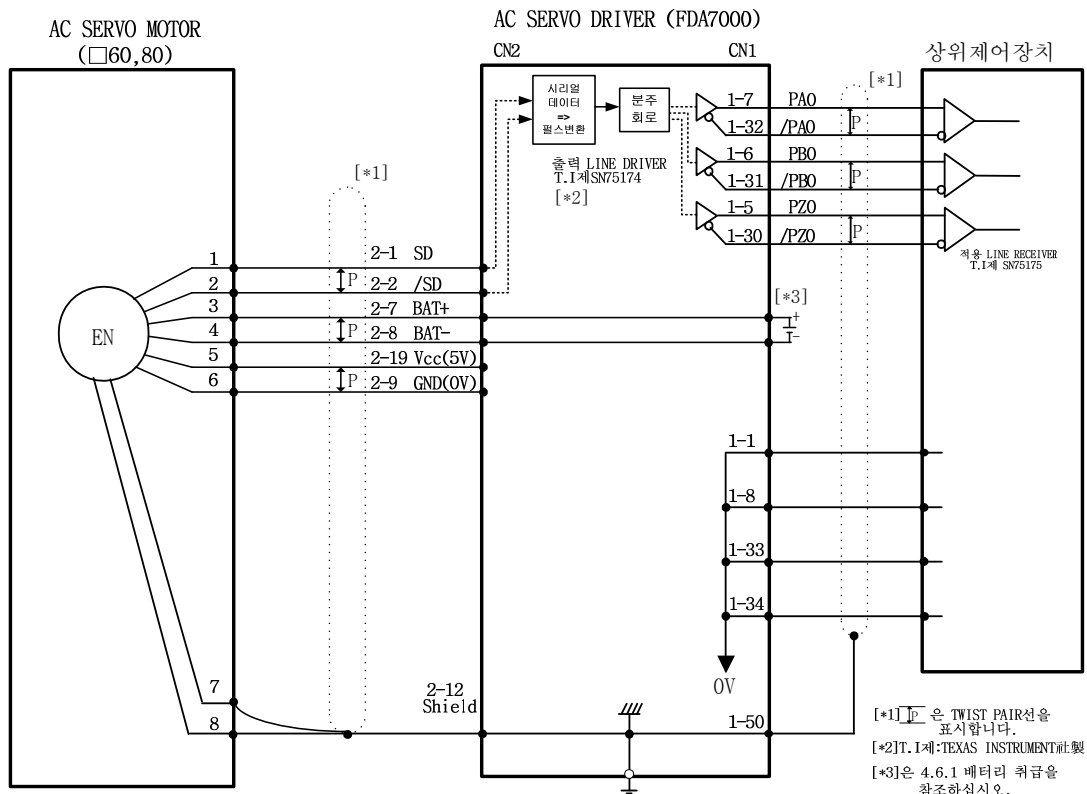 AC SERVO MOTOR
(□60,80)
AC SERVO DRIVER (FDA7000)
CN2
CN1
상위제어장치
시리얼
데이터
=>
펄스변환
분주
회로
출력 LINE DRIVER
T.I제SN75174
[*2]
[*1]
1-7 PAO
1-32 /PAO
P
1-6 PBO
1-31 /PBO
P
1-5 PZO
1-30 /PZO
P
적용 LINE RECEIVER
T.I제 SN75175
[*1]
EN
1
2
3
4
5
6
2-1 SD
P 2-2 /SD
2-7 BAT+
P 2-8 BAT-
2-19 Vcc(5V)
P 2-9 GND(0V)
[*3]
+
-
1-1
1-8
1-33
1-34
0V
7
8
2-12
Shield
1-50
[*1] P 은 TWIST PAIR선을
표시합니다.
[*2]T.I제:TEXAS INSTRUMENT社製
[*3]은 4.6.1 배터리 취급을
참조하십시오.